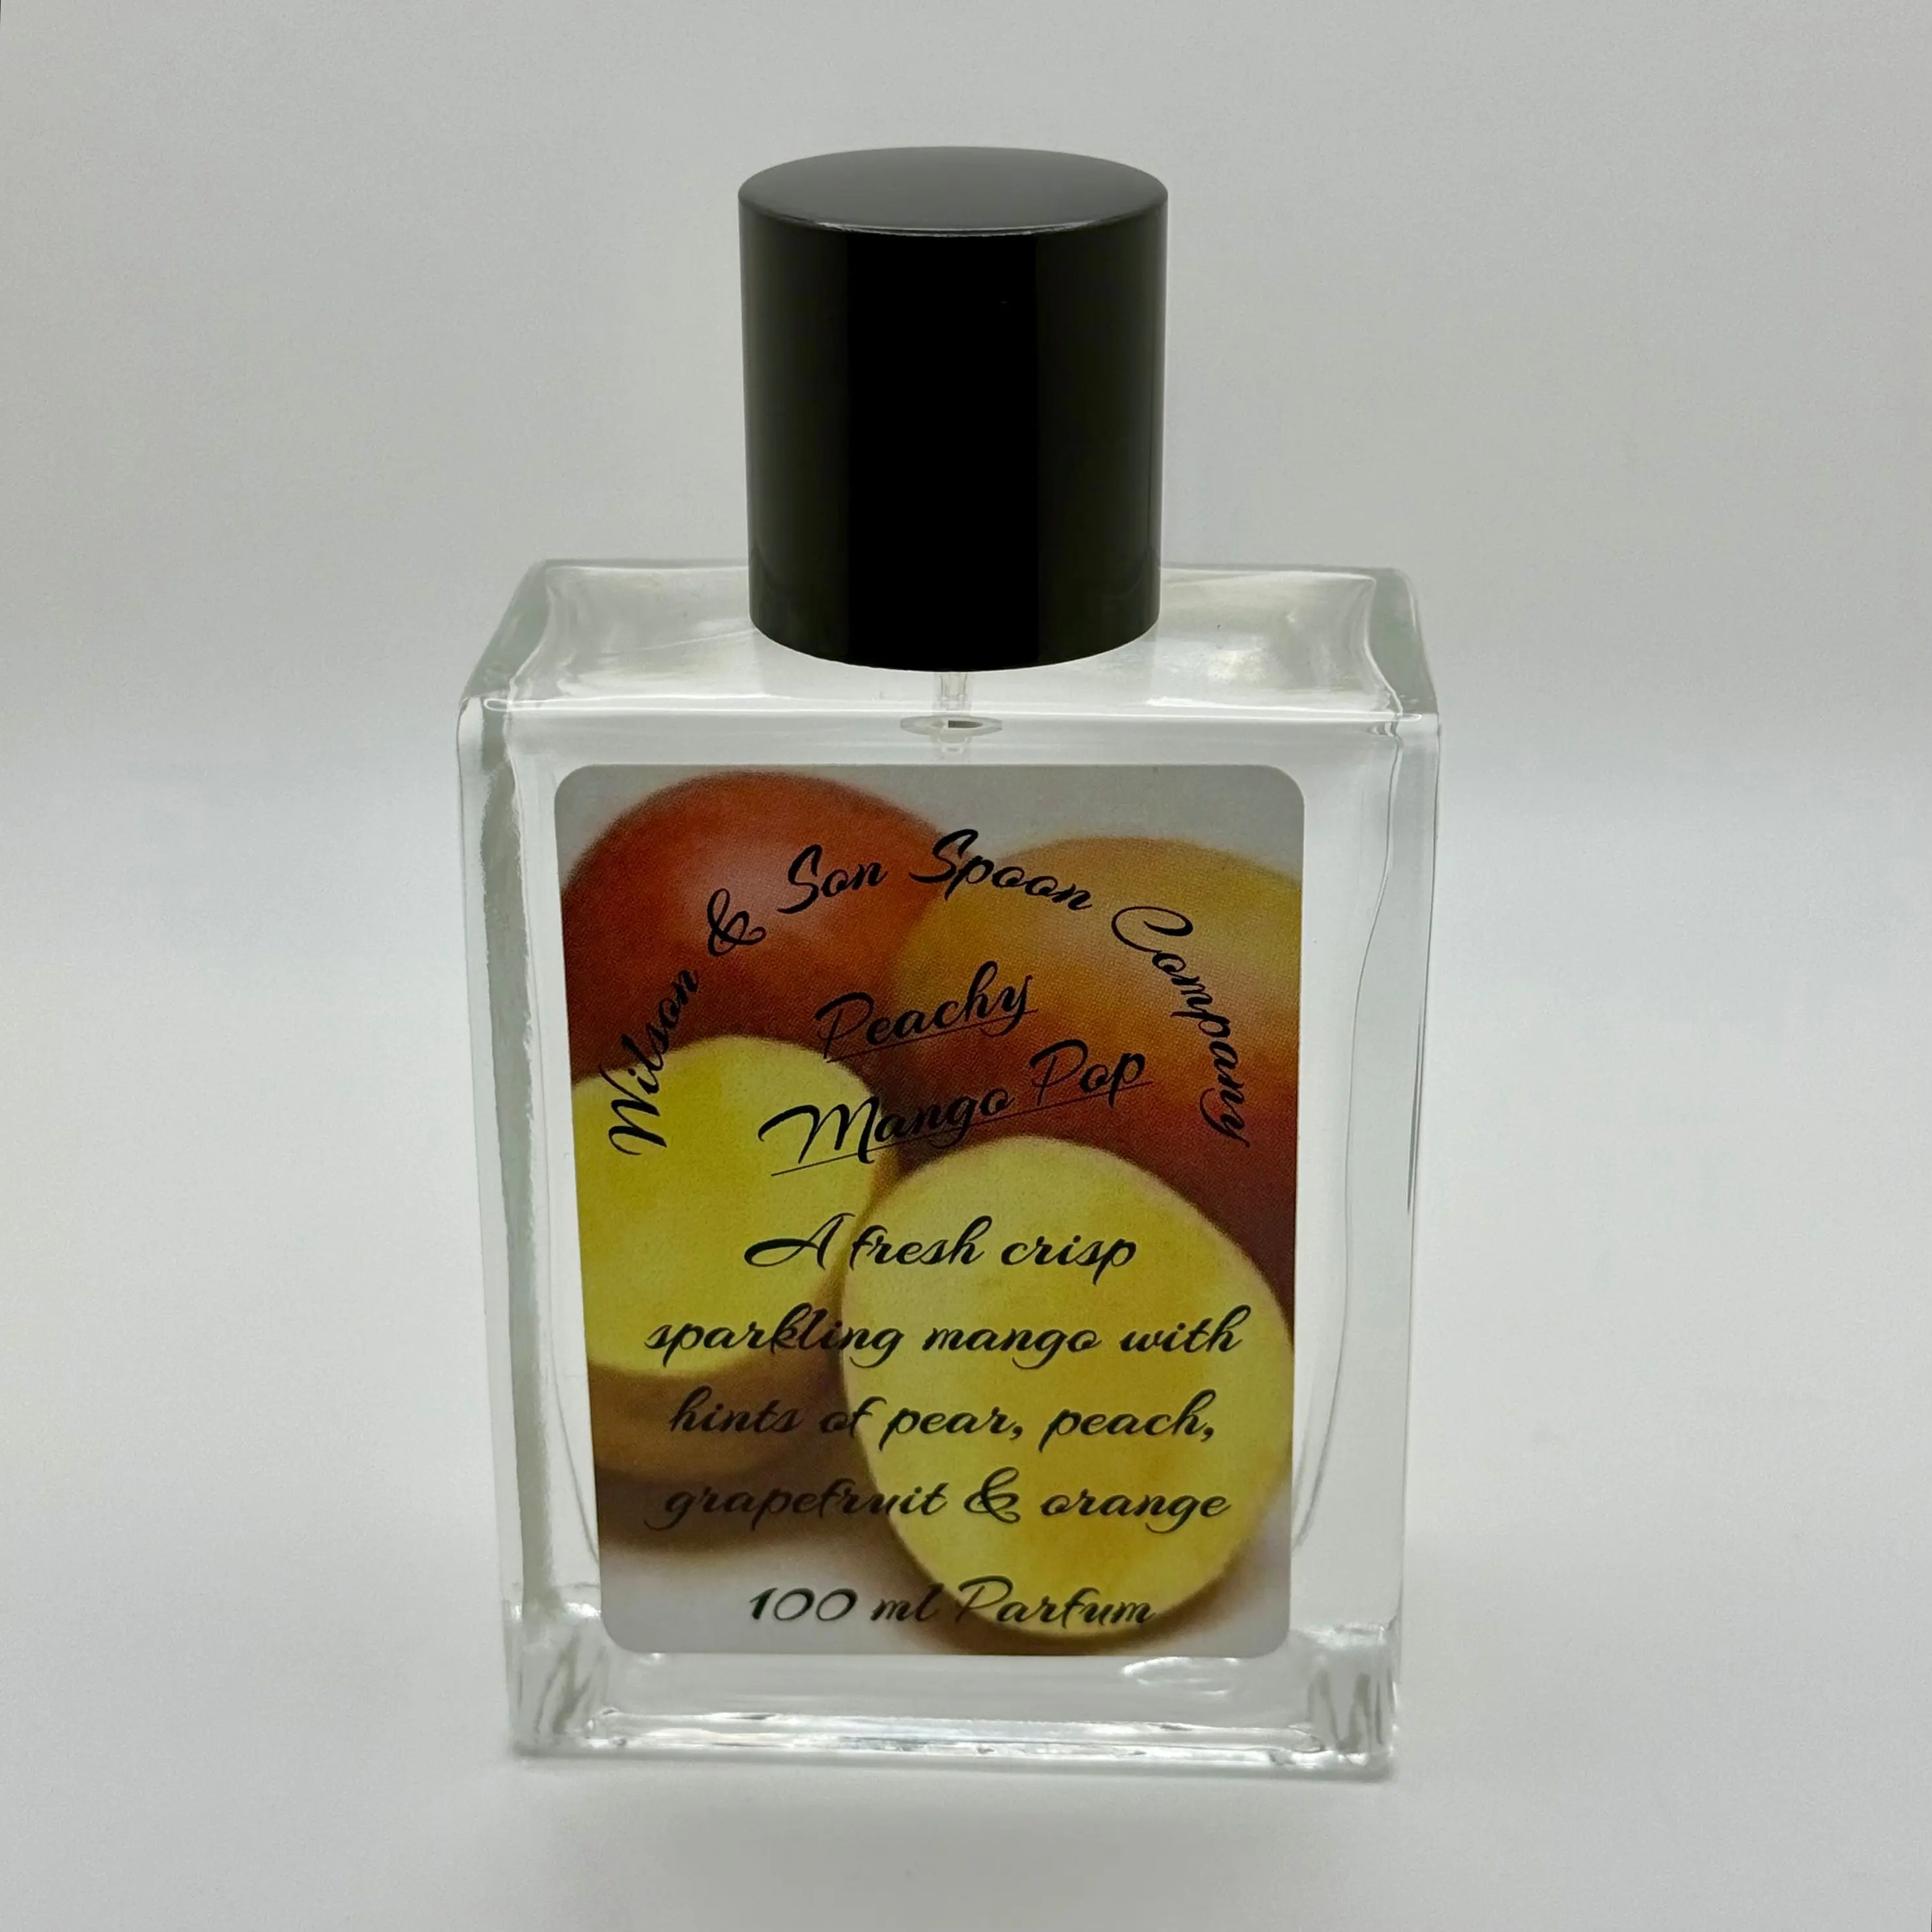 Wilson & Son Spoon Company
Peachy
Mango Pop
A fresh crisp
sparkling mango with
hints of pear, peach,
grapefruit & orange
100 ml Parfum